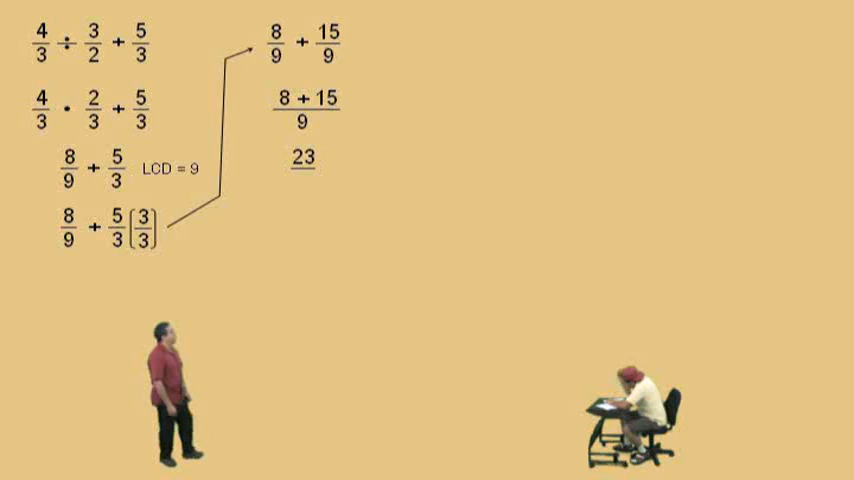 4/3 ÷ 3/2 + 5/3
4/3 • 2/3 + 5/3
8/9 + 5/3 LCD = 9
8/9 + 5/3 (3/3)
8/9 + 15/9
8 + 15 / 9
23